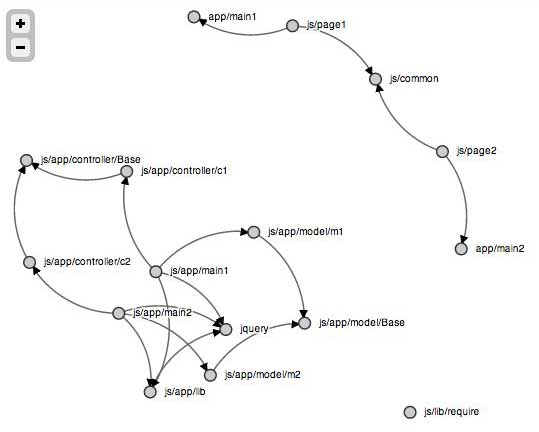 +
app/main1
js/page1
−
js/common
js/page2
js/app/controller/Base
js/app/controller/c1
js/app/model/m1
app/main2
js/app/controller/c2
js/app/main1
js/app/main2
jquery
js/app/model/Base
js/app/model/m2
js/app/lib
js/lib/require